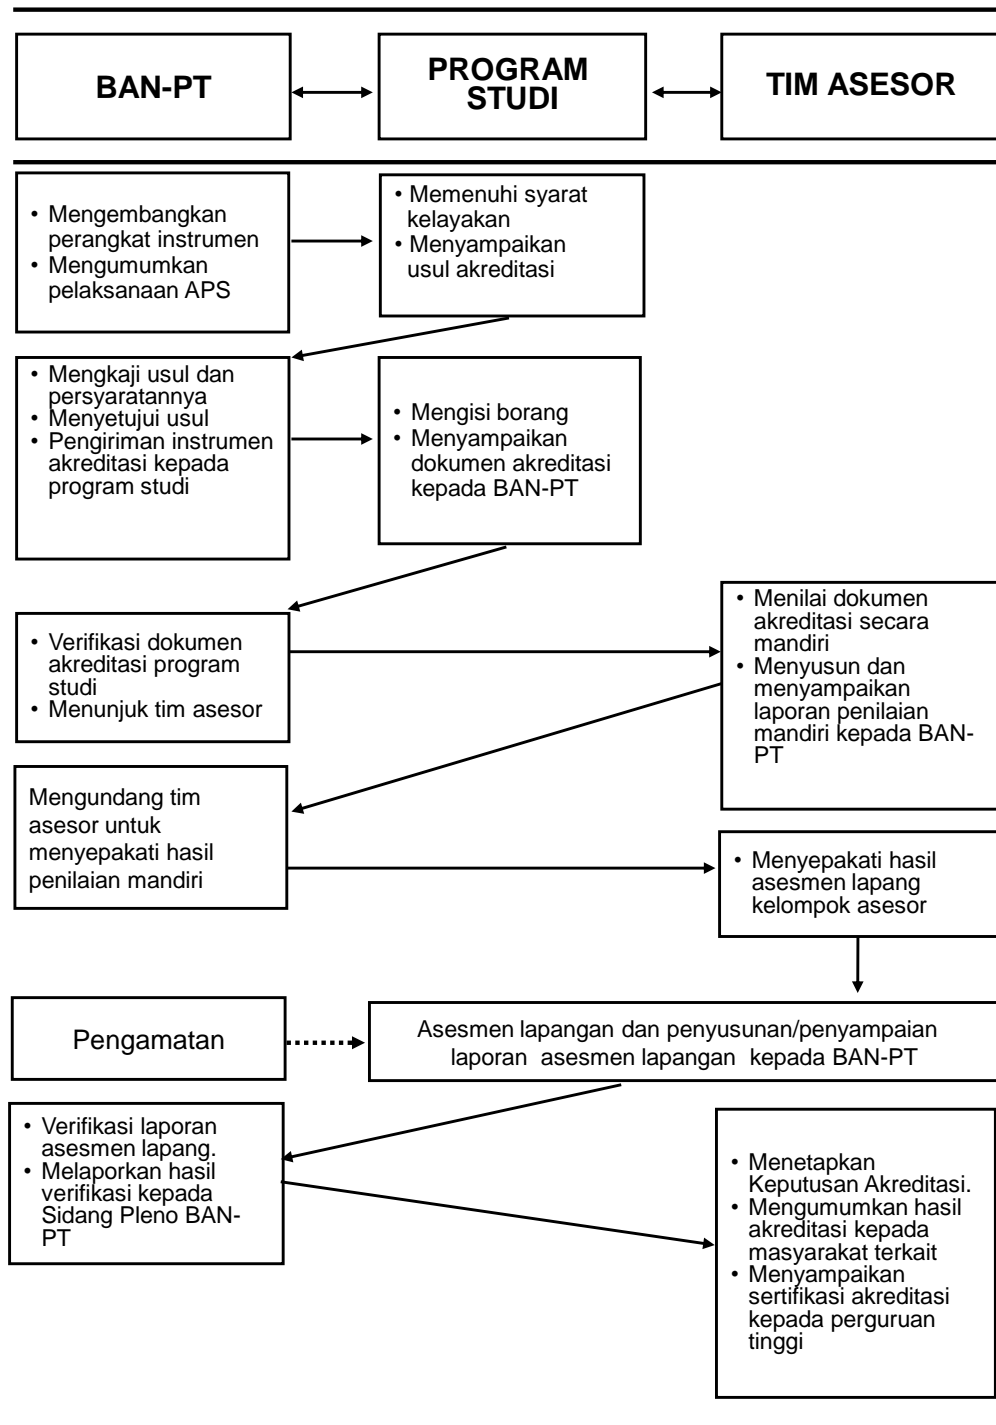 BAN-PT
PROGRAM
STUDI
TIM ASESOR
• Mengembangkan
perangkat instrumen
• Mengumumkan
pelaksanaan APS
• Memenuhi syarat
kelayakan
• Menyampaikan
usul akreditasi
• Mengkaji usul dan
persyaratannya
• Menyetujui usul
• Pengiriman instrumen
akreditasi kepada
program studi
• Mengisi borang
• Menyampaikan
dokumen akreditasi
kepada BAN-PT
• Verifikasi dokumen
akreditasi program
studi
• Menunjuk tim asesor
• Menilai dokumen
akreditasi secara
mandiri
• Menyusun dan
menyampaikan
laporan penilaian
mandiri kepada BAN-
PT
Mengundang tim
asesor untuk
menyepakati hasil
penilaian mandiri
• Menyepakati hasil
asesmen lapang
kelompok asesor
Pengamatan
Asesmen lapangan dan penyusunan/penyampaian
laporan asesmen lapangan kepada BAN-PT
• Verifikasi laporan
asesmen lapang.
• Melaporkan hasil
verifikasi kepada
Sidang Pleno BAN-
PT
• Menetapkan
Keputusan Akreditasi.
• Mengumumkan hasil
akreditasi kepada
masyarakat terkait
• Menyampaikan
sertifikasi akreditasi
kepada perguruan
tinggi